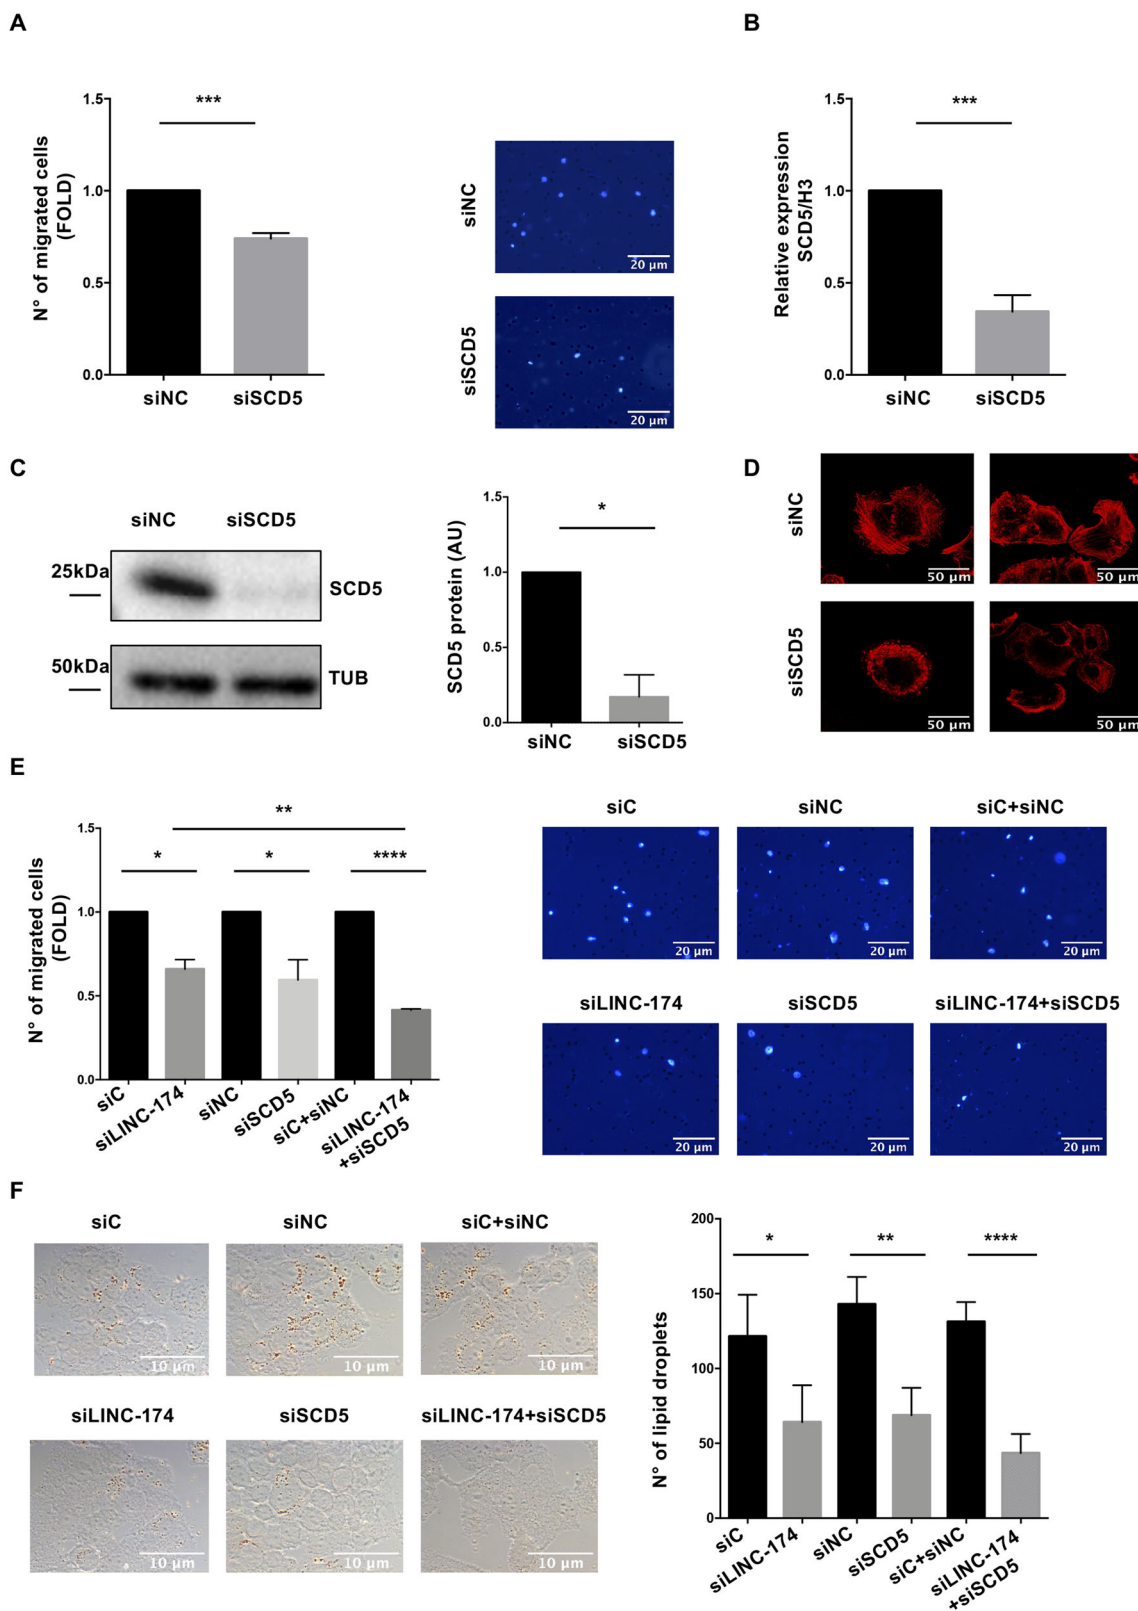 A
B
1.5
1.0
0.5
0.0
N° of migrated cells
(FOLD)
***
siNC
siSCD5
siNC
20 µm
siSCD5
20 µm
1.5
1.0
0.5
0.0
Relative expression
SCD5/H3
***
siNC
siSCD5
C
siNC
siSCD5
25kDa
SCD5
50kDa
TUB
1.5
1.0
0.5
0.0
SCD5 protein (AU)
*
siNC
siSCD5
D
siNC
50 µm
50 µm
siSCD5
50 µm
50 µm
E
1.5
1.0
0.5
0.0
N° of migrated cells
(FOLD)
**
*
*
****
siC
siLINC-174
siNC
siSCD5
siC+siNC
siLINC-174
+siSCD5
siC
siNC
siC+siNC
20 µm
20 µm
20 µm
siLINC-174
siSCD5
siLINC-174+siSCD5
20 µm
20 µm
20 µm
F
siC
siNC
siC+siNC
10 µm
10 µm
10 µm
siLINC-174
siSCD5
siLINC-174+siSCD5
10 µm
10 µm
10 µm
200
150
100
50
0
N° of lipid droplets
*
**
****
siC
siLINC-174
siNC
siSCD5
siC+siNC
siLINC-174
+siSCD5